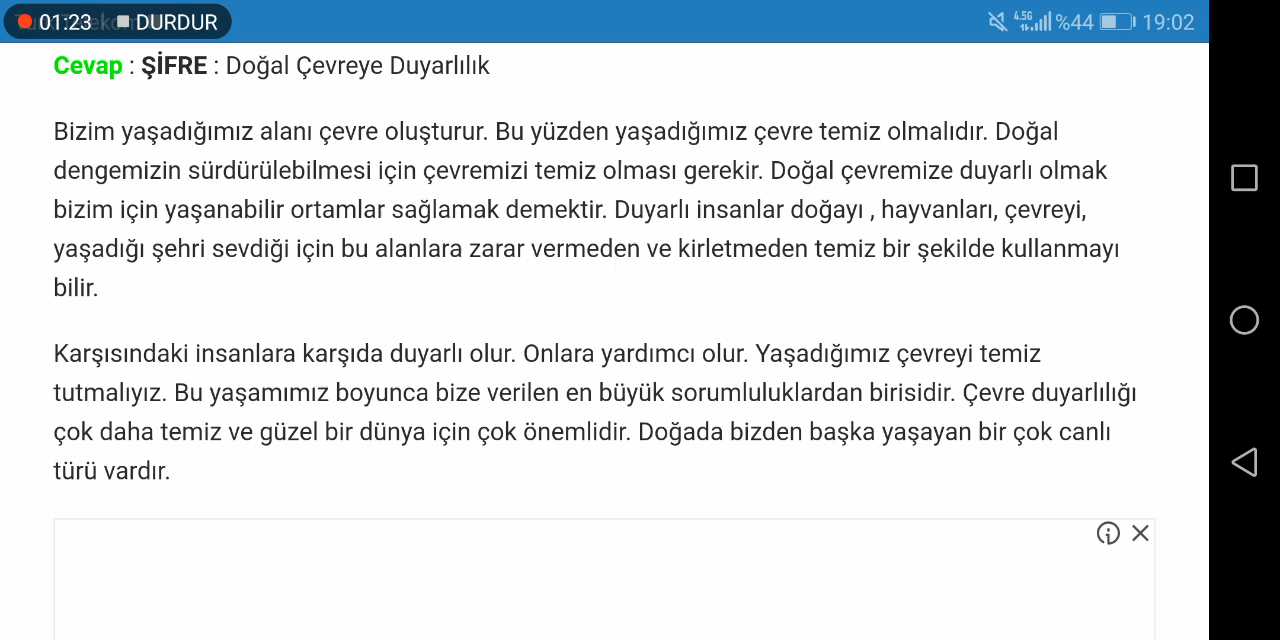 01:23 DURDUR 4.5G %44 19:02
Cevap : ŞİFRE : Doğal Çevreye Duyarlılık
Bizim yaşadığımız alanı çevre oluşturur. Bu yüzden yaşadığımız çevre temiz olmalıdır. Doğal
dengemizin sürdürülebilmesi için çevremizi temiz olması gerekir. Doğal çevremize duyarlı olmak
bizim için yaşanabilir ortamlar sağlamak demektir. Duyarlı insanlar doğayı , hayvanları, çevreyi,
yaşadığı şehri sevdiği için bu alanlara zarar vermeden ve kirletmeden temiz bir şekilde kullanmayı
bilir.
Karşısındaki insanlara karşıda duyarlı olur. Onlara yardımcı olur. Yaşadığımız çevreyi temiz
tutmalıyız. Bu yaşamımız boyunca bize verilen en büyük sorumluluklardan birisidir. Çevre duyarlılığı
çok daha temiz ve güzel bir dünya için çok önemlidir. Doğada bizden başka yaşayan bir çok canlı
türü vardır.